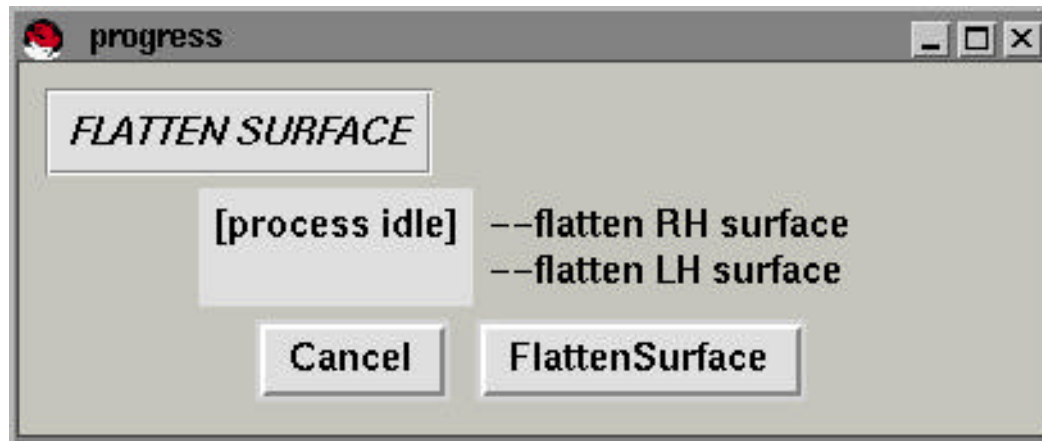 progress
FLATTEN SURFACE
[process idle] --flatten RH surface
--flatten LH surface
Cancel FlattenSurface